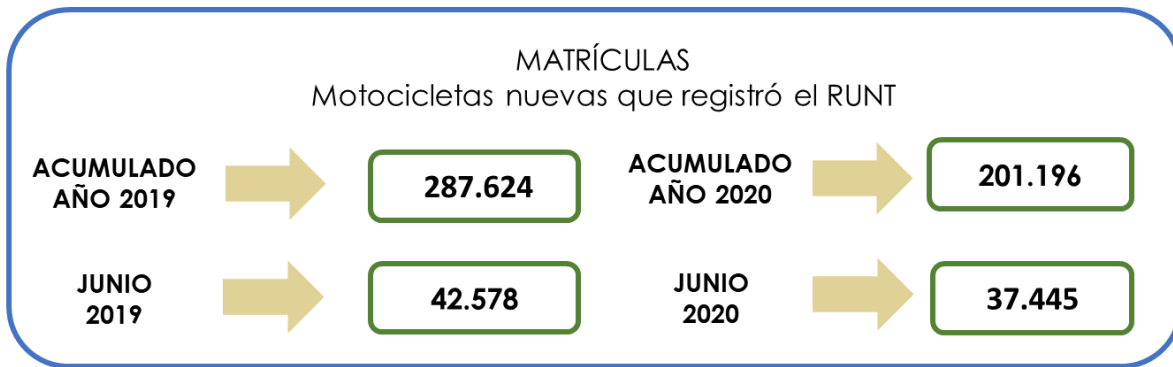 MATRÍCULAS
Motocicletas nuevas que registró el RUNT
ACUMULADO
AÑO 2019
287.624
ACUMULADO
AÑO 2020
201.196
JUNIO
2019
42.578
JUNIO
2020
37.445